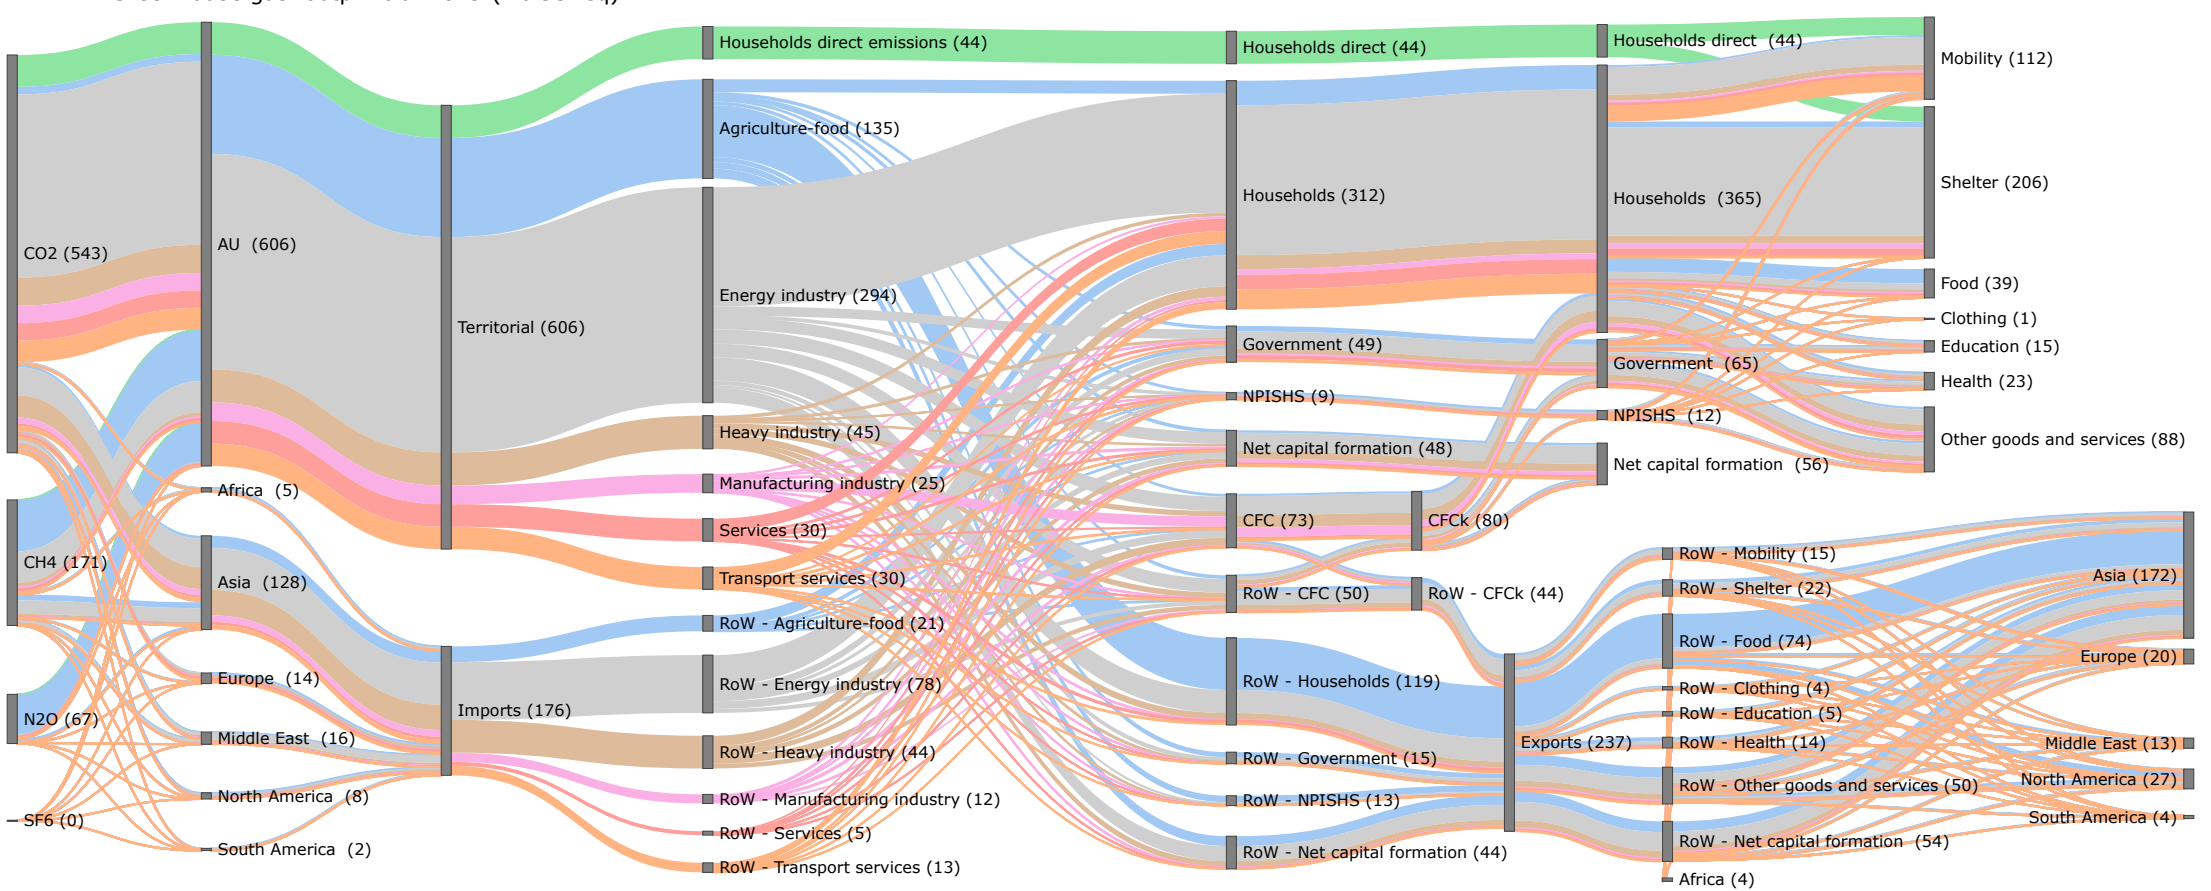 CO2 (543)
CH4 (171)
N2O (67)
SF6 (0)
AU (606)
Africa (5)
Asia (128)
Europe (14)
Middle East (16)
North America (8)
South America (2)
Territorial (606)
Imports (176)
Households direct emissions (44)
Agriculture-food (135)
Energy industry (294)
Heavy industry (45)
Manufacturing industry (25)
Services (30)
Transport services (30)
RoW - Agriculture-food (21)
RoW - Energy industry (78)
RoW - Heavy industry (44)
RoW - Manufacturing industry (12)
RoW - Services (5)
RoW - Transport services (13)
Households direct (44)
Households (312)
Government (49)
NPISHS (9)
Net capital formation (48)
CFC (73)
RoW - CFC (50)
RoW - Households (119)
RoW - Government (15)
RoW - NPISHS (13)
RoW - Net capital formation (44)
CFCk (80)
RoW - CFCk (44)
Exports (237)
Households direct (44)
Households (365)
Government (65)
NPISHS (12)
Net capital formation (56)
RoW - Mobility (15)
RoW - Shelter (22)
RoW - Food (74)
RoW - Clothing (4)
RoW - Education (5)
RoW - Health (14)
RoW - Other goods and services (50)
RoW - Net capital formation (54)
Africa (4)
Mobility (112)
Shelter (206)
Food (39)
Clothing (1)
Education (15)
Health (23)
Other goods and services (88)
Asia (172)
Europe (20)
Middle East (13)
North America (27)
South America (4)